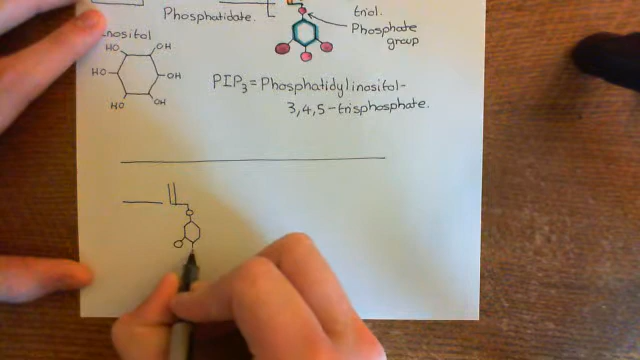 Phosphatidate.
triol.
Phosphate
group
Inositol
HO
OH
HO
OH
HO
OH
PIP3 = Phosphatidylinositol-
3,4,5-trisphosphate.